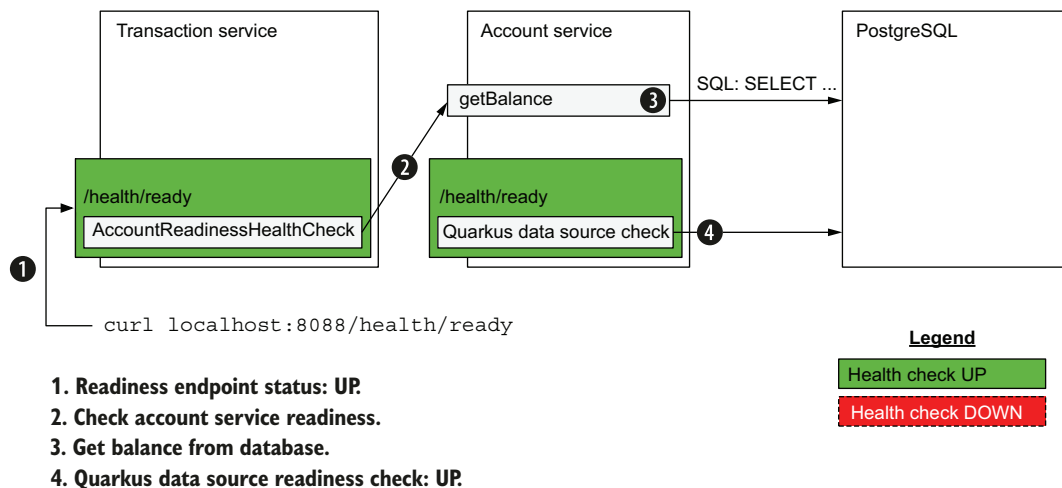 Transaction service
Account service
PostgreSQL
getBalance
3
SQL: SELECT ...
2
/health/ready
AccountReadinessHealthCheck
/health/ready
Quarkus data source check
4
1
curl localhost:8088/health/ready
Legend
Health check UP
Health check DOWN
1. Readiness endpoint status: UP.
2. Check account service readiness.
3. Get balance from database.
4. Quarkus data source readiness check: UP.